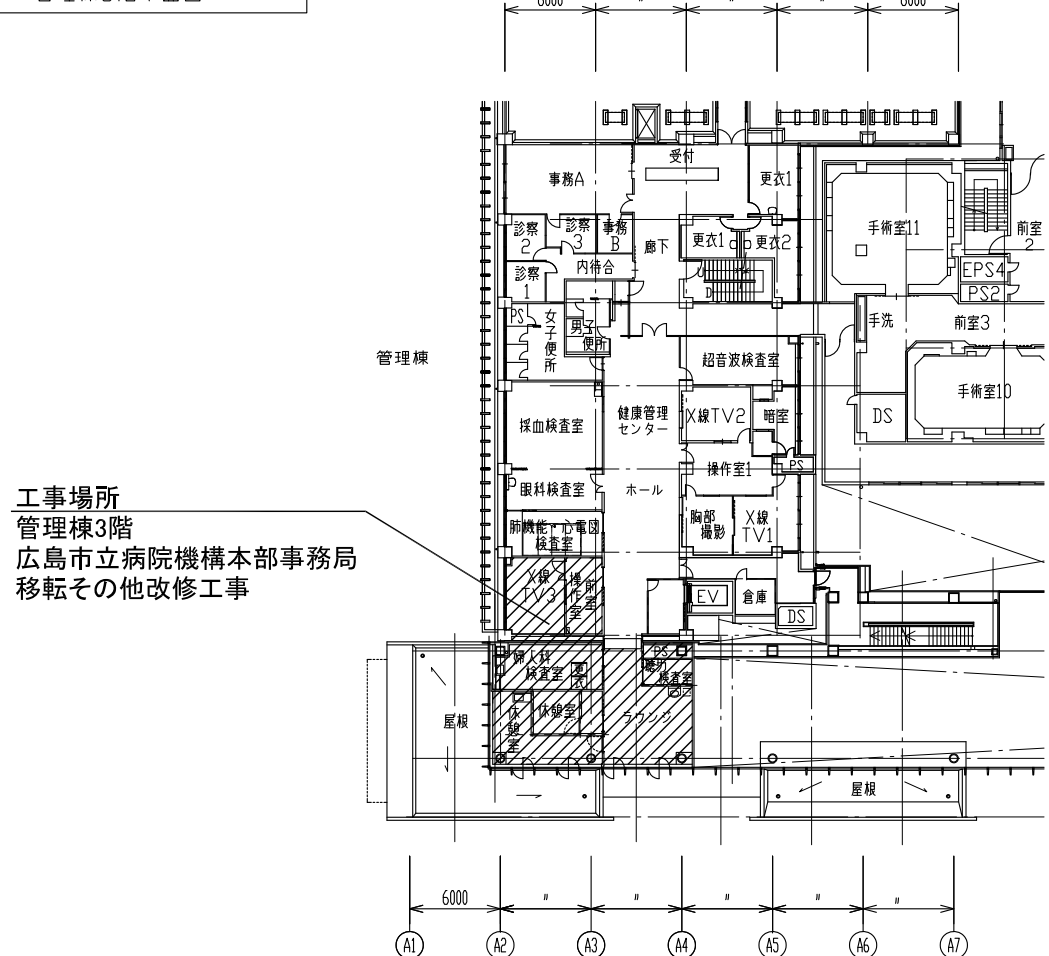 6000
〃
〃
〃
6000
受付
事務A
更衣1
手術室11
前室
2
診察
2
診察
3
事務
B
廊下
更衣1
更衣2
内待合
診察
1
U
D
EPS4
PS2
PS
女子便所
男子
便所
手洗
前室3
管理棟
超音波検査室
手術室10
採血検査室
健康管理
センター
X線TV2
暗室
DS
操作室1
PS
眼科検査室
ホール
工事場所
管理棟3階
広島市立病院機構本部事務局
移転その他改修工事
肺機能・心電図
検査室
胸部
撮影
X線
TV1
X線
TV3
操作室
前室
EV
倉庫
DS
婦人科
検査室
更衣
PS
聴力
検査室
屋根
休憩室
休憩室
ラウンジ
屋根
6000
〃
〃
〃
〃
〃
A1
A2
A3
A4
A5
A6
A7